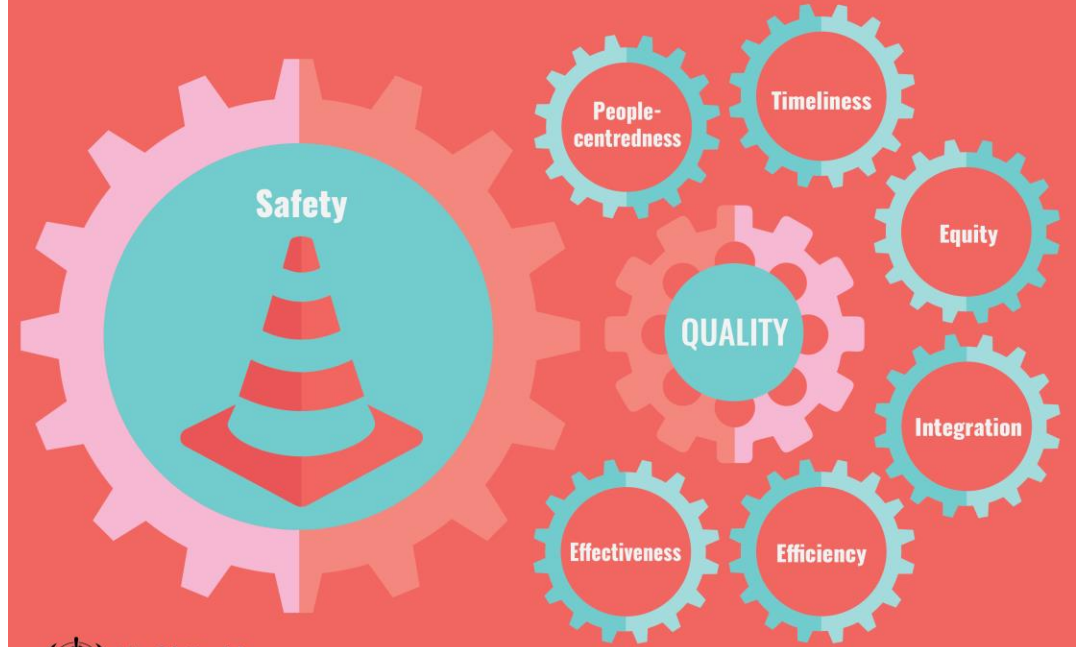 Safety
People-
centredness
Timeliness
Equity
QUALITY
Integration
Effectiveness
Efficiency